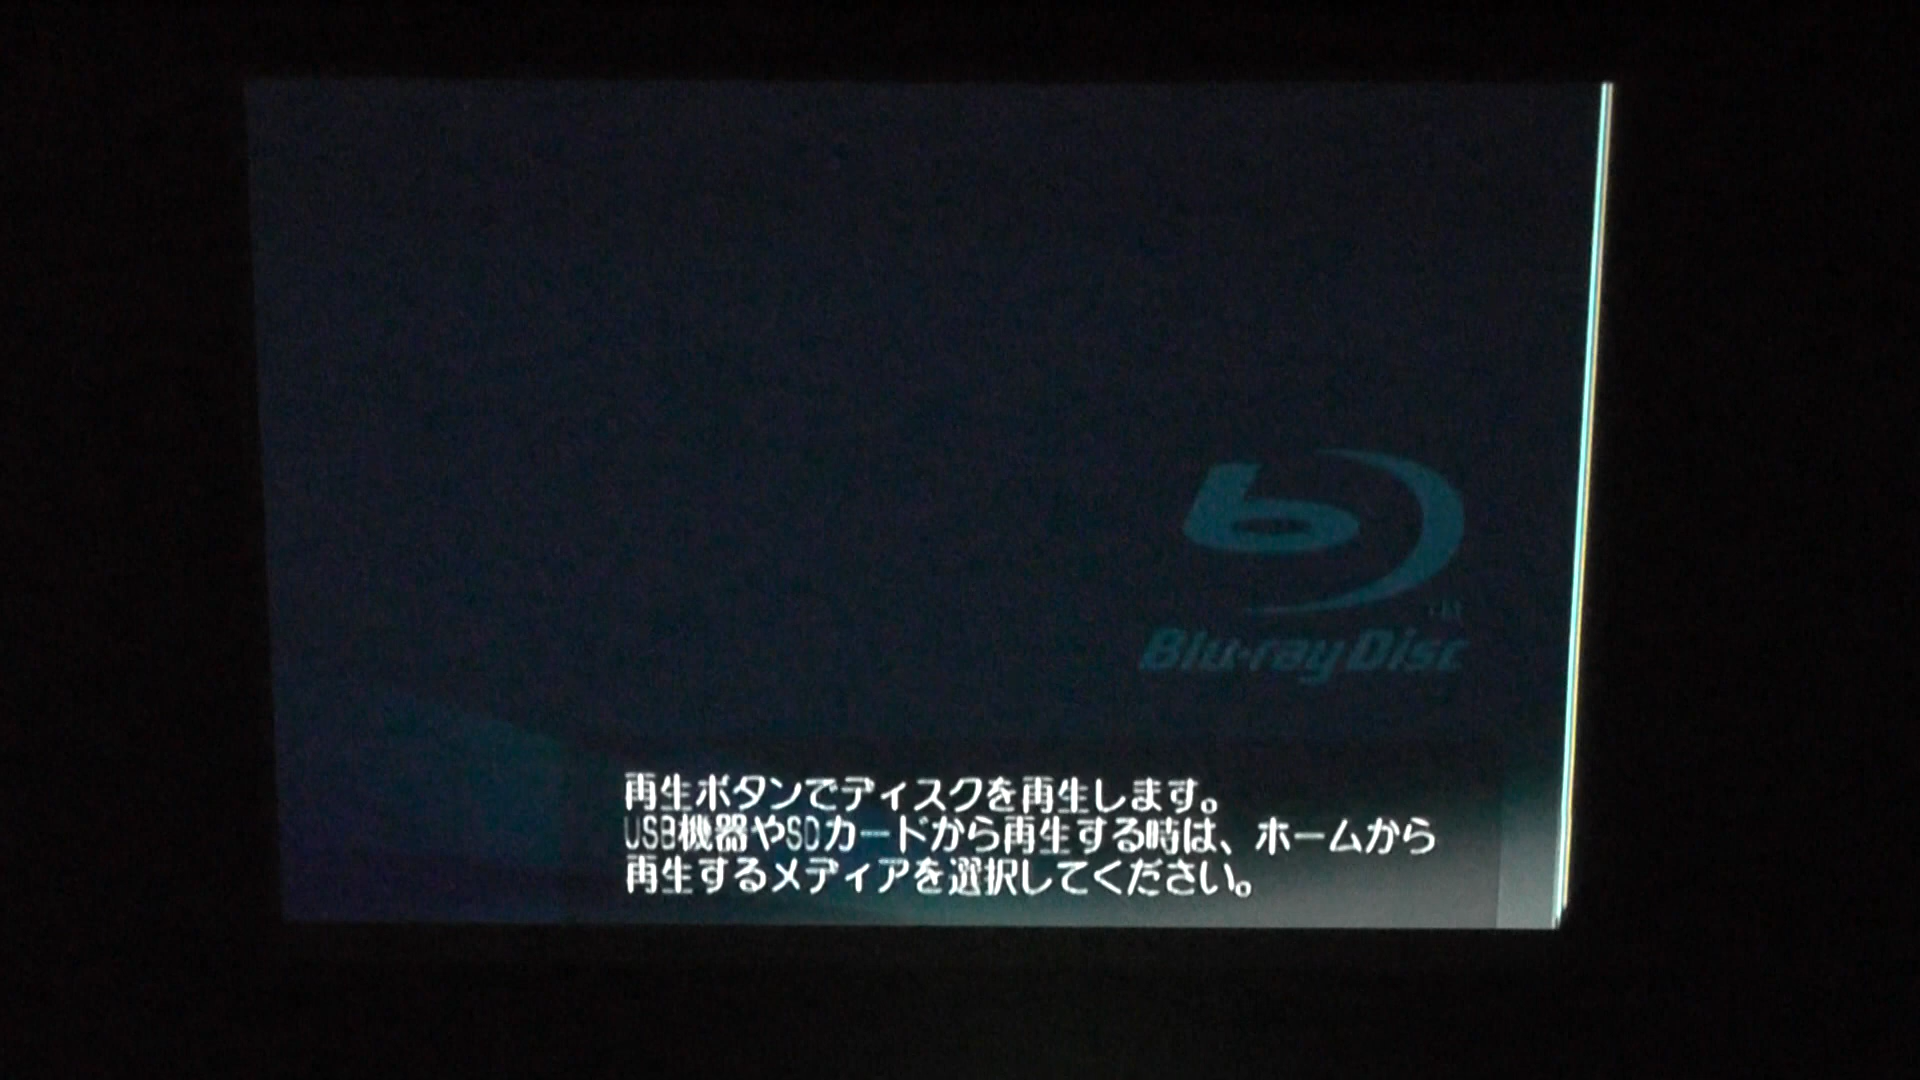 Blu-ray Disc
再生ボタンでディスクを再生します。
USB機器やSDカードから再生する時は、ホームから
再生するメディアを選択してください。